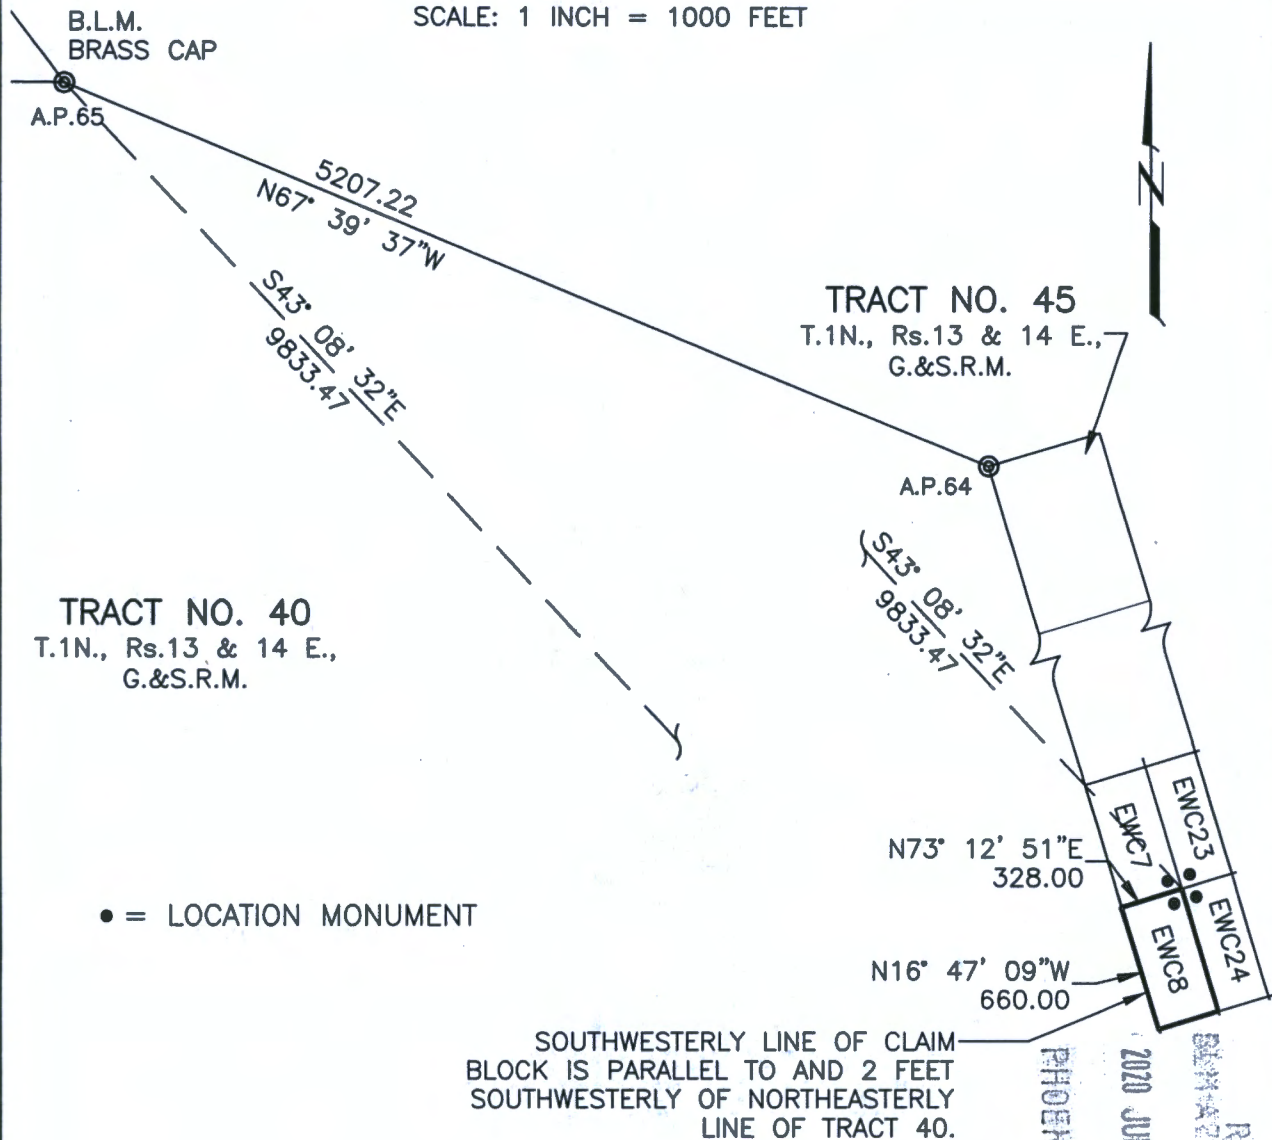 SCALE: 1 INCH = 1000 FEET
B.L.M.
BRASS CAP
A.P.65
5207.22
N67° 39' 37"W
S43° 08' 32"E
9833.47
N
TRACT NO. 45
T.1N., Rs.13 & 14 E.,
G.&S.R.M.
A.P.64
S43° 08' 32"E
9833.47
TRACT NO. 40
T.1N., Rs.13 & 14 E.,
G.&S.R.M.
EWC7
EWC23
N73° 12' 51"E
328.00
• = LOCATION MONUMENT
EWC8
EWC24
N16° 47' 09"W
660.00
SOUTHWESTERLY LINE OF CLAIM
BLOCK IS PARALLEL TO AND 2 FEET
SOUTHWESTERLY OF NORTHEASTERLY
LINE OF TRACT 40.
2020